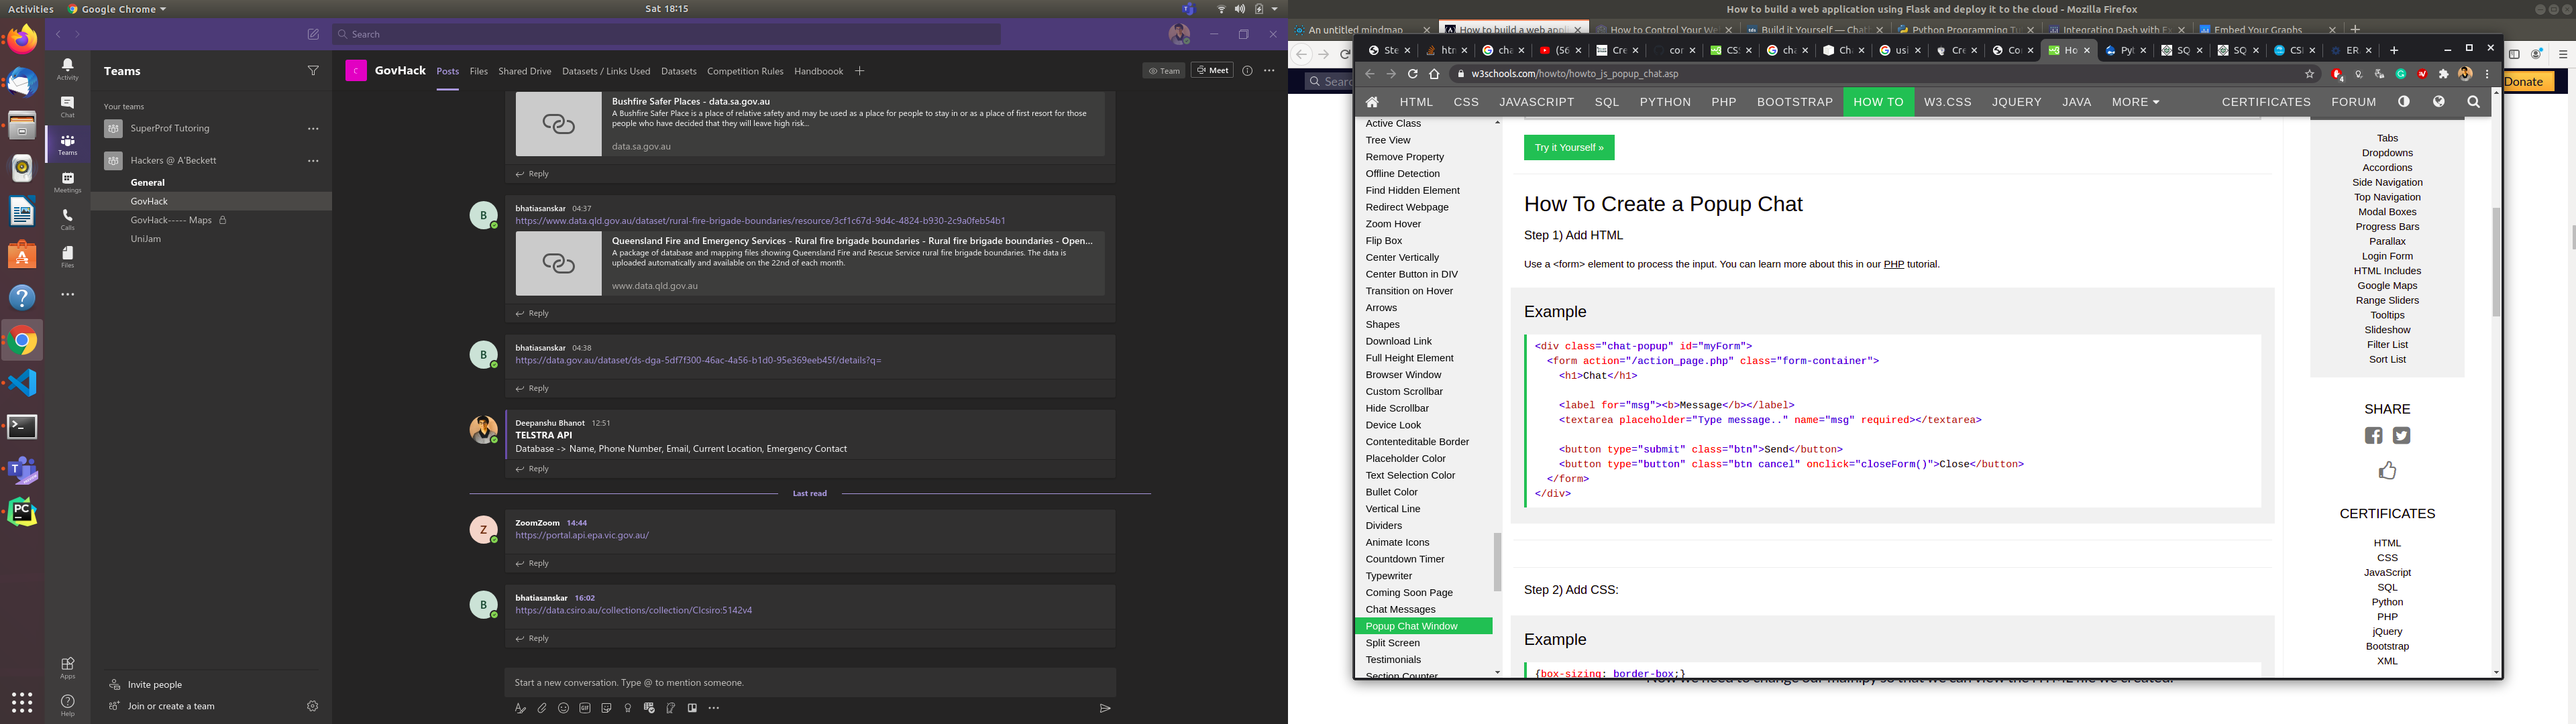 Activities
Google Chrome
Sat 18:15
Search
Activity
Chat
Teams
Meetings
Calls
Files
Apps
Help
Teams
Your teams
SuperProf Tutoring
Hackers @ A'Beckett
General
GovHack
GovHack----- Maps
UniJam
Invite people
Join or create a team
GovHack
Posts
Files
Shared Drive
Datasets / Links Used
Datasets
Competition Rules
Handboook
Team
Meet
Bushfire Safer Places - data.sa.gov.au
A Bushfire Safer Place is a place of relative safety and may be used as a place for people to stay in or as a place of first resort for those
people who have decided that they will leave high risk...
data.sa.gov.au
Reply
B
bhatiasanskar 04:37
https://www.data.qld.gov.au/dataset/rural-fire-brigade-boundaries/resource/3cf1c67d-9d4c-4824-b930-2c9a0feb54b1
Queensland Fire and Emergency Services - Rural fire brigade boundaries - Rural fire brigade boundaries - Open...
A package of database and mapping files showing Queensland Fire and Rescue Service rural fire brigade boundaries. The data is
uploaded automatically and available on the 22nd of each month.
www.data.qld.gov.au
Reply
B
bhatiasanskar 04:38
https://data.gov.au/dataset/ds-dga-5df7f300-46ac-4a56-b1d0-95e369eeb45f/details?q=
Reply
Deepanshu Bhanot 12:51
TELSTRA API
Database -> Name, Phone Number, Email, Current Location, Emergency Contact
Reply
Last read
Z
ZoomZoom 14:44
https://portal.api.epa.vic.gov.au/
Reply
B
bhatiasanskar 16:02
https://data.csiro.au/collections/collection/CIcsiro:5142v4
Reply
Start a new conversation. Type @ to mention someone.
How to build a web application using Flask and deploy it to the cloud - Mozilla Firefox
An untitled mindmap
How to build a web appl
How to Control Your We
Build it Yourself — Chat
Python Programming Tu
Integrating Dash with Ex
Embed Your Graphs
Donate
w3schools.com/howto/howto_js_popup_chat.asp
HTML
CSS
JAVASCRIPT
SQL
PYTHON
PHP
BOOTSTRAP
HOW TO
W3.CSS
JQUERY
JAVA
MORE
CERTIFICATES
FORUM
Active Class
Tree View
Remove Property
Offline Detection
Find Hidden Element
Redirect Webpage
Zoom Hover
Flip Box
Center Vertically
Center Button in DIV
Transition on Hover
Arrows
Shapes
Download Link
Full Height Element
Browser Window
Custom Scrollbar
Hide Scrollbar
Device Look
Contenteditable Border
Placeholder Color
Text Selection Color
Bullet Color
Vertical Line
Dividers
Animate Icons
Countdown Timer
Typewriter
Coming Soon Page
Chat Messages
Popup Chat Window
Split Screen
Testimonials
Section Counter
Try it Yourself »
How To Create a Popup Chat
Step 1) Add HTML
Use a <form> element to process the input. You can learn more about this in our PHP tutorial.
Example
<div class="chat-popup" id="myForm">
<form action="/action_page.php" class="form-container">
<h1>Chat</h1>
<label for="msg"><b>Message</b></label>
<textarea placeholder="Type message.." name="msg" required></textarea>
<button type="submit" class="btn">Send</button>
<button type="button" class="btn cancel" onclick="closeForm()">Close</button>
</form>
</div>
Step 2) Add CSS:
Example
{box-sizing: border-box;}
Tabs
Dropdowns
Accordions
Side Navigation
Top Navigation
Modal Boxes
Progress Bars
Parallax
Login Form
HTML Includes
Google Maps
Range Sliders
Tooltips
Slideshow
Filter List
Sort List
SHARE
CERTIFICATES
HTML
CSS
JavaScript
SQL
Python
PHP
jQuery
Bootstrap
XML